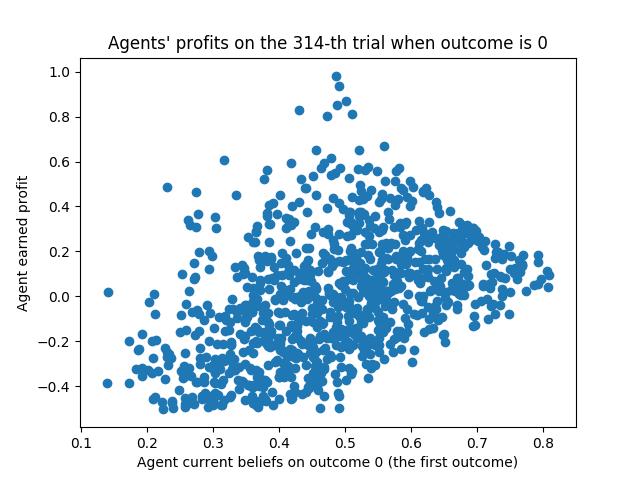 Agents' profits on the 314-th trial when outcome is 0
1.0
0.8
0.6
0.4
0.2
0.0
−0.2
−0.4
Agent earned profit
0.1 0.2 0.3 0.4 0.5 0.6 0.7 0.8
Agent current beliefs on outcome 0 (the first outcome)